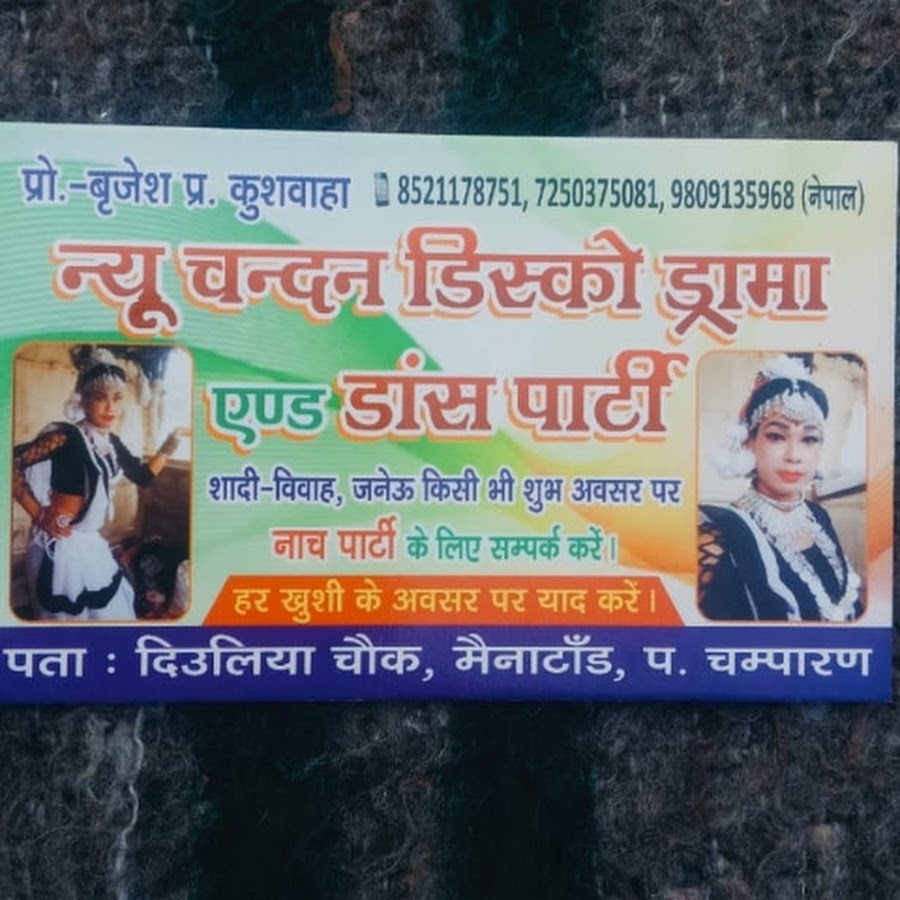 प्रो.-बृजेश प्र. कुशवाहा 8521178751, 7250375081, 9809135968 (नेपाल)
न्यू चन्दन डिस्को ड्रामा
एण्ड डांस पार्टी
शादी-विवाह, जनेऊ किसी भी शुभ अवसर पर
नाच पार्टी के लिए सम्पर्क करें।
हर खुशी के अवसर पर याद करें।
पता : दिउलिया चौक, मैनाटाँड, प. चम्पारण